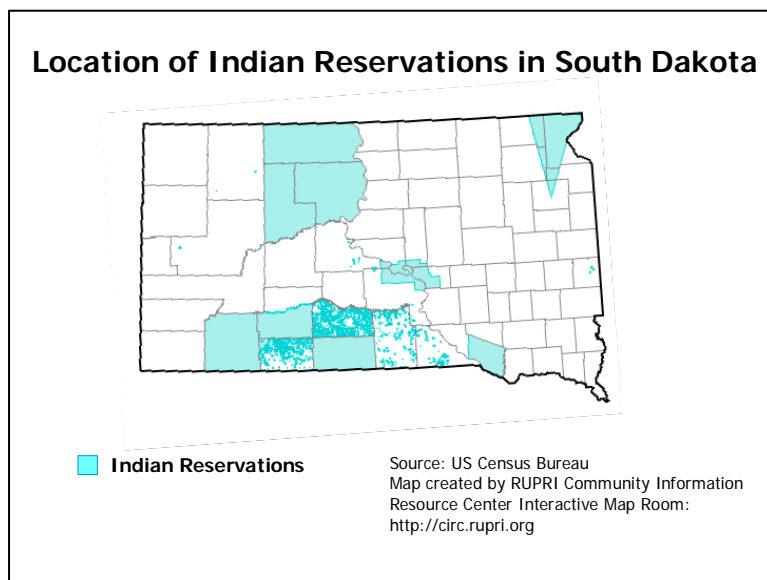 Location of Indian Reservations in South Dakota
Indian Reservations
Source: US Census Bureau
Map created by RUPRI Community Information
Resource Center Interactive Map Room:
http://circ.rupri.org